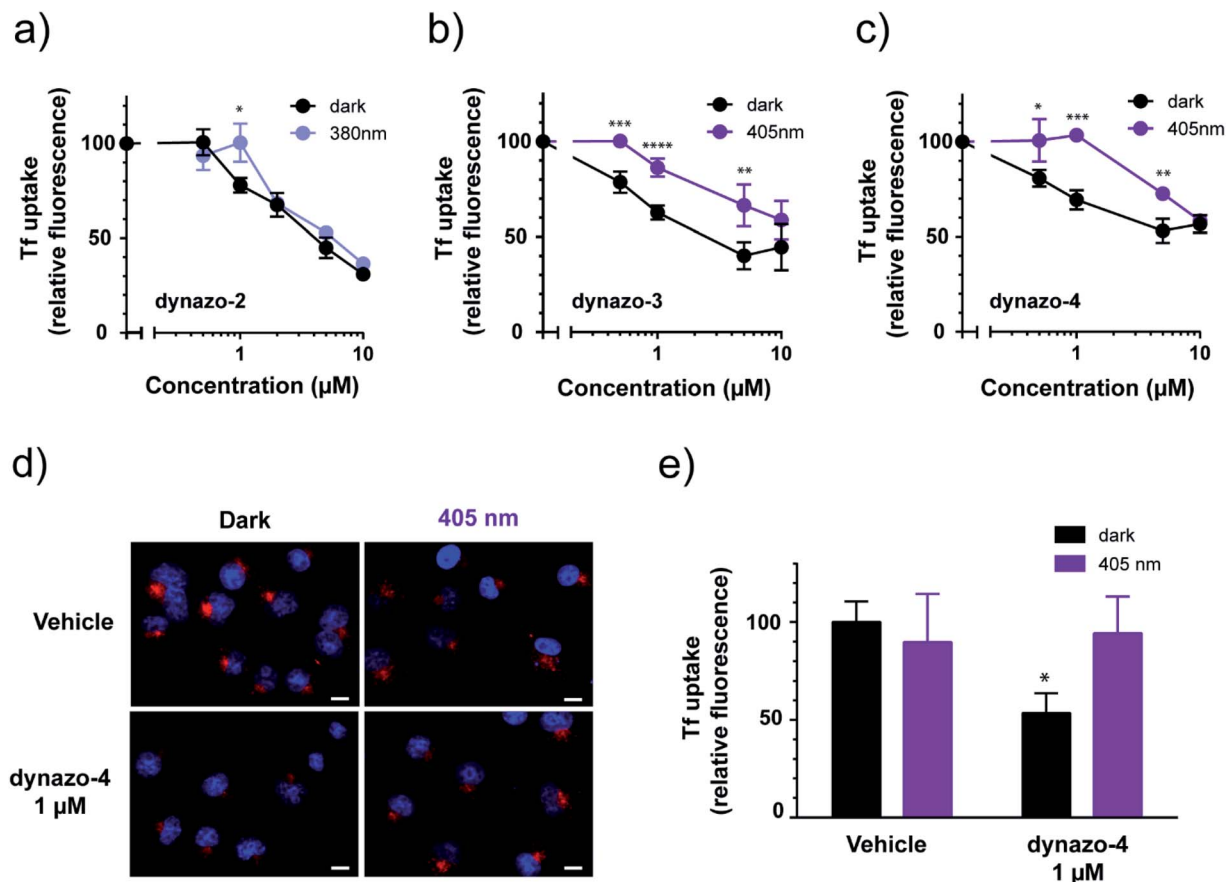 a)
Tf uptake
(relative fluorescence)
100
50
0
*
dark
380nm
dynazo-2
1
10
Concentration (µM)
b)
Tf uptake
(relative fluorescence)
100
50
0
***
****
**
dark
405nm
dynazo-3
1
10
Concentration (µM)
c)
Tf uptake
(relative fluorescence)
100
50
0
*
***
**
dark
405nm
dynazo-4
1
10
Concentration (µM)
d)
Dark
405 nm
Vehicle
dynazo-4
1 µM
e)
dark
405 nm
Tf uptake
(relative fluorescence)
100
50
0
*
Vehicle
dynazo-4
1 µM